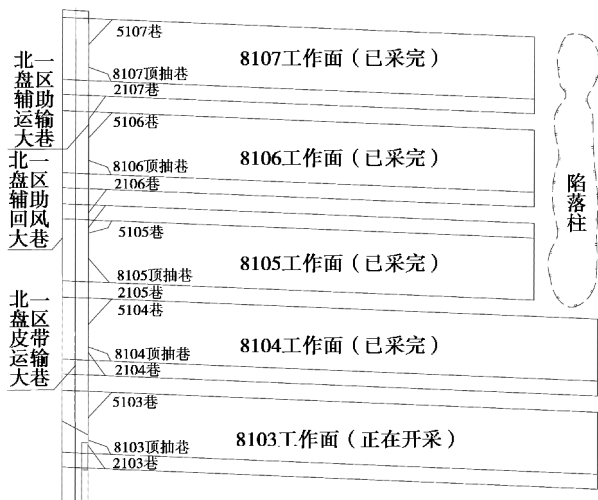 5107巷
8107工作面（已采完）
8107顶抽巷
2107巷
5106巷
8106工作面（已采完）
8106顶抽巷
2106巷
5105巷
8105工作面（已采完）
8105顶抽巷
2105巷
5104巷
8104工作面（已采完）
8104顶抽巷
2104巷
5103巷
8103工作面（正在开采）
8103顶抽巷
2103巷
北一
盘区
辅助
运输
大巷
北一
盘区
辅助
回风
大巷
北一
盘区
皮带
运输
大巷
陷落柱